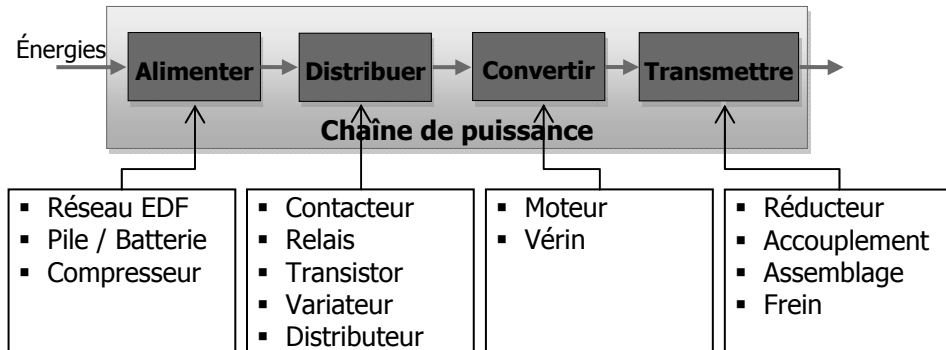 Énergies
Alimenter
Distribuer
Convertir
Transmettre
Chaîne de puissance
▪ Réseau EDF
▪ Pile / Batterie
▪ Compresseur
▪ Contacteur
▪ Relais
▪ Transistor
▪ Variateur
▪ Distributeur
▪ Moteur
▪ Vérin
▪ Réducteur
▪ Accouplement
▪ Assemblage
▪ Frein